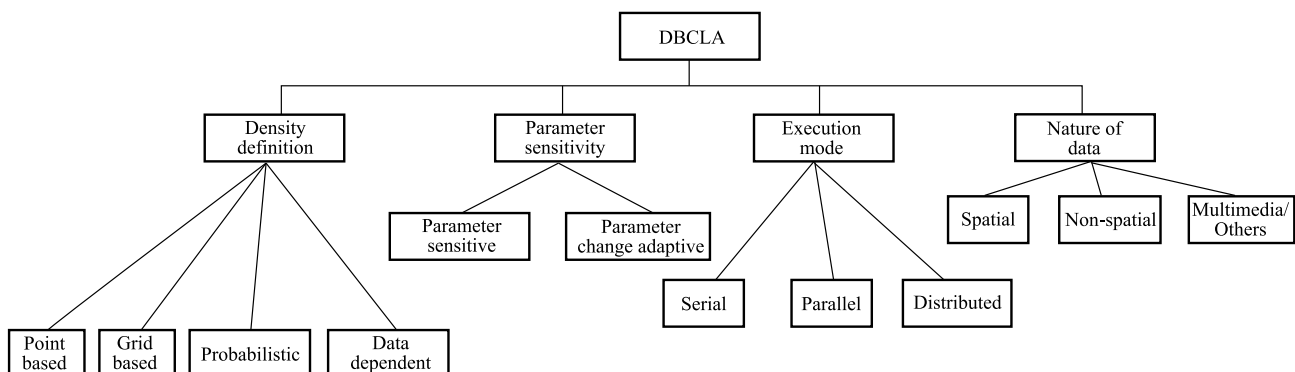 DBCLA
Density
definition
Parameter
sensitivity
Execution
mode
Nature of
data
Parameter
sensitive
Parameter
change adaptive
Spatial
Non-spatial
Multimedia/
Others
Serial
Parallel
Distributed
Point
based
Grid
based
Probabilistic
Data
dependent